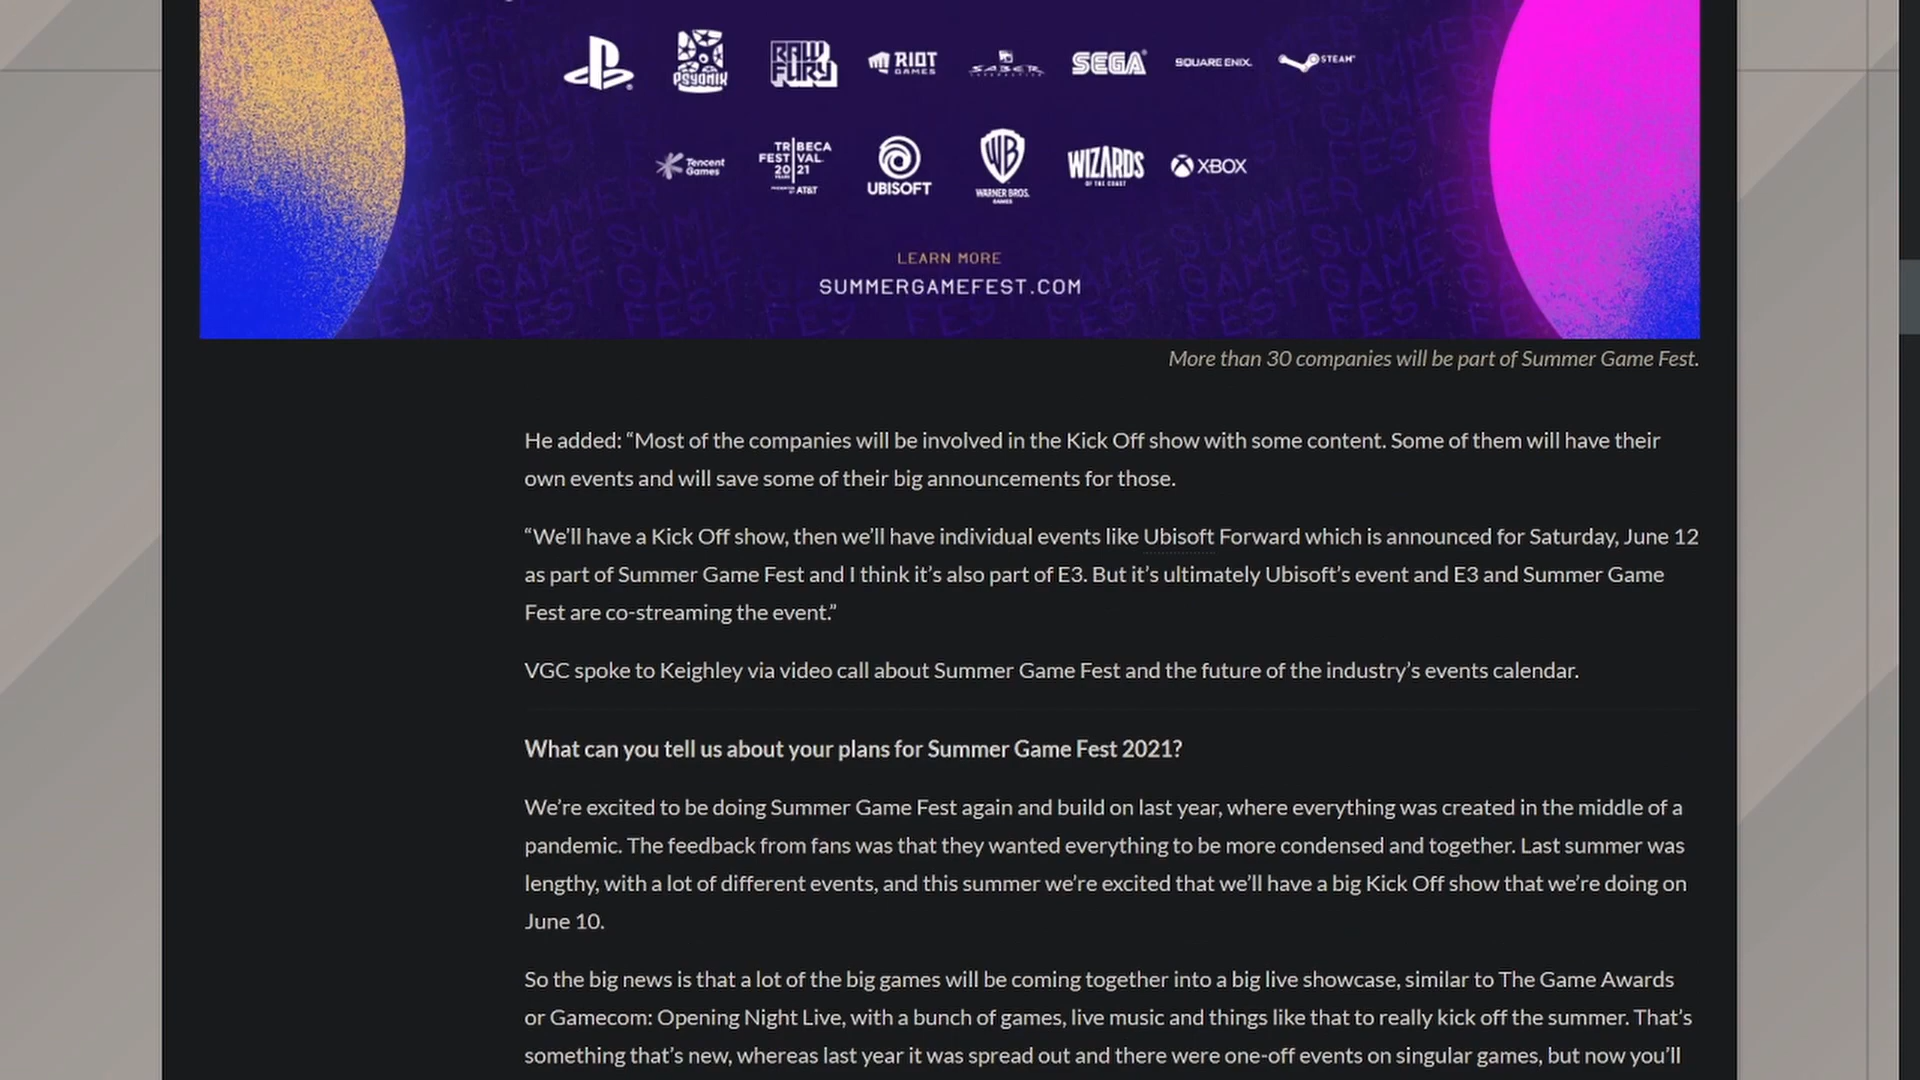 PSYONIX
RAW FURY
RIOT GAMES
SABER
SEGA
SQUARE ENIX.
STEAM
Tencent Games
TRIBECA FESTIVAL 2021
PRESENTED BY AT&T
UBISOFT
WARNER BROS. GAMES
WIZARDS OF THE COAST
XBOX
LEARN MORE
SUMMERGAMEFEST.COM
More than 30 companies will be part of Summer Game Fest.
He added: “Most of the companies will be involved in the Kick Off show with some content. Some of them will have their
own events and will save some of their big announcements for those.
“We’ll have a Kick Off show, then we’ll have individual events like Ubisoft Forward which is announced for Saturday, June 12
as part of Summer Game Fest and I think it’s also part of E3. But it’s ultimately Ubisoft’s event and E3 and Summer Game
Fest are co-streaming the event.”
VGC spoke to Keighley via video call about Summer Game Fest and the future of the industry’s events calendar.
What can you tell us about your plans for Summer Game Fest 2021?
We’re excited to be doing Summer Game Fest again and build on last year, where everything was created in the middle of a
pandemic. The feedback from fans was that they wanted everything to be more condensed and together. Last summer was
lengthy, with a lot of different events, and this summer we’re excited that we’ll have a big Kick Off show that we’re doing on
June 10.
So the big news is that a lot of the big games will be coming together into a big live showcase, similar to The Game Awards
or Gamecom: Opening Night Live, with a bunch of games, live music and things like that to really kick off the summer. That’s
something that’s new, whereas last year it was spread out and there were one-off events on singular games, but now you’ll